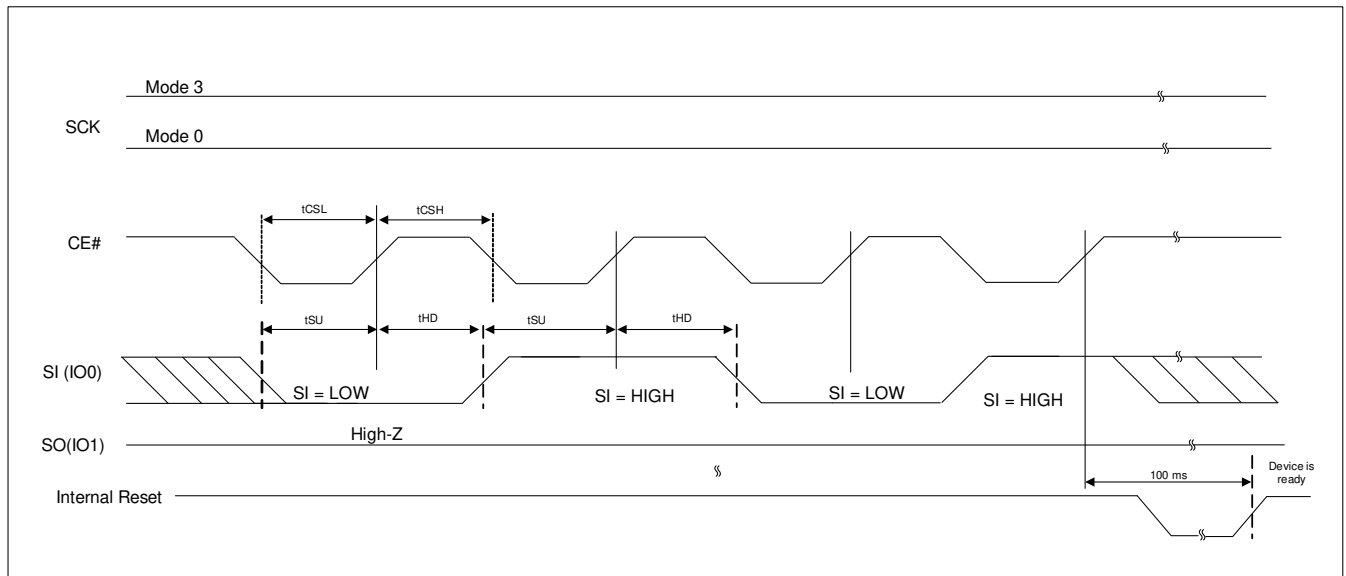 Mode 3
SCK
Mode 0
tCSL tCSH
CE#
tSU tHD tSU tHD
SI (IO0)
SI = LOW SI = HIGH SI = LOW SI = HIGH
High-Z
SO(IO1)
100 ms Device is
ready
Internal Reset